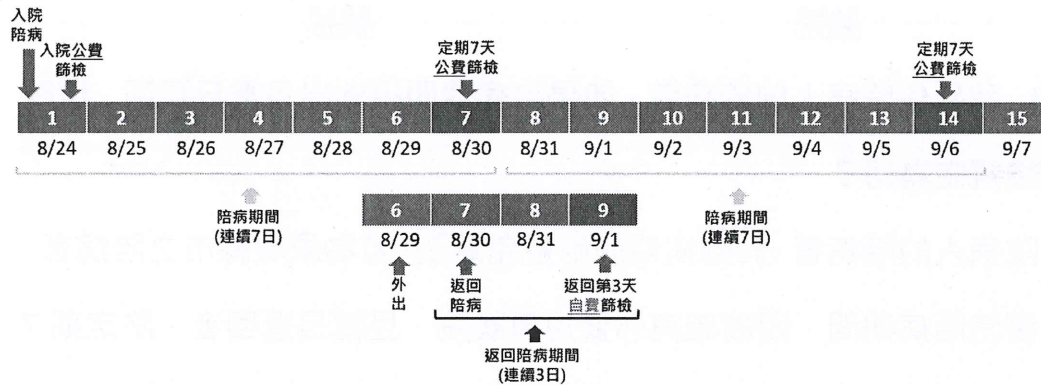 入院
陪病
入院公費
篩檢
定期7天
公費篩檢
定期7天
公費篩檢
1 2 3 4 5 6 7 8 9 10 11 12 13 14 15
8/24 8/25 8/26 8/27 8/28 8/29 8/30 8/31 9/1 9/2 9/3 9/4 9/5 9/6 9/7
陪病期間
(連續7日)
陪病期間
(連續7日)
6 7 8 9
8/29 8/30 8/31 9/1
外
出
返回
陪病
返回第3天
自費篩檢
返回陪病期間
(連續3日)